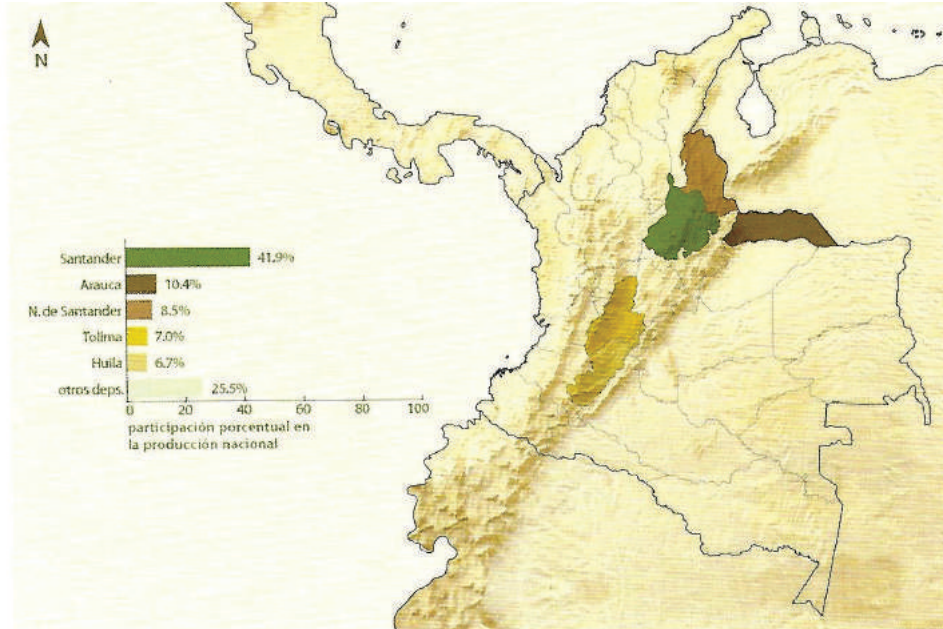 N
Santander 41.9%
Arauca 10.4%
N. de Santander 8.5%
Tolima 7.0%
Huila 6.7%
otros deps. 25.5%
0 20 40 60 80 100
participación porcentual en
la producción nacional